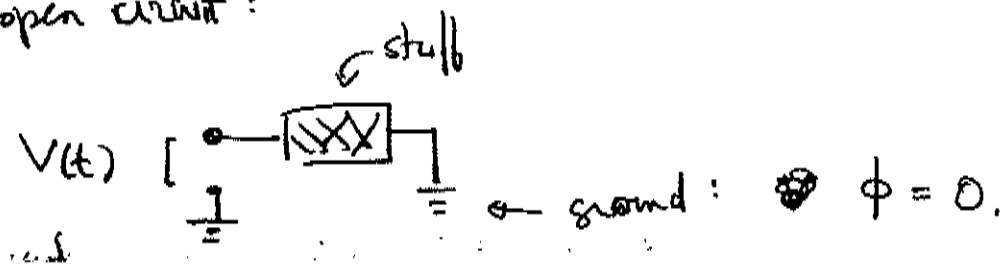 open circuit:
stuff
V(t) [
← ground: ϕ = 0.